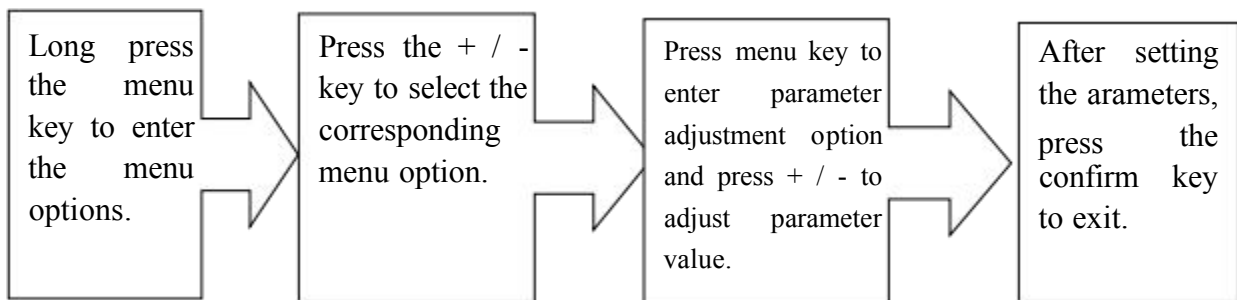 Long press
the menu
key to enter
the menu
options.
Press the + / -
key to select the
corresponding
menu option.
Press menu key to
enter parameter
adjustment option
and press + / - to
adjust parameter
value.
After setting
the arameters,
press the
confirm key
to exit.